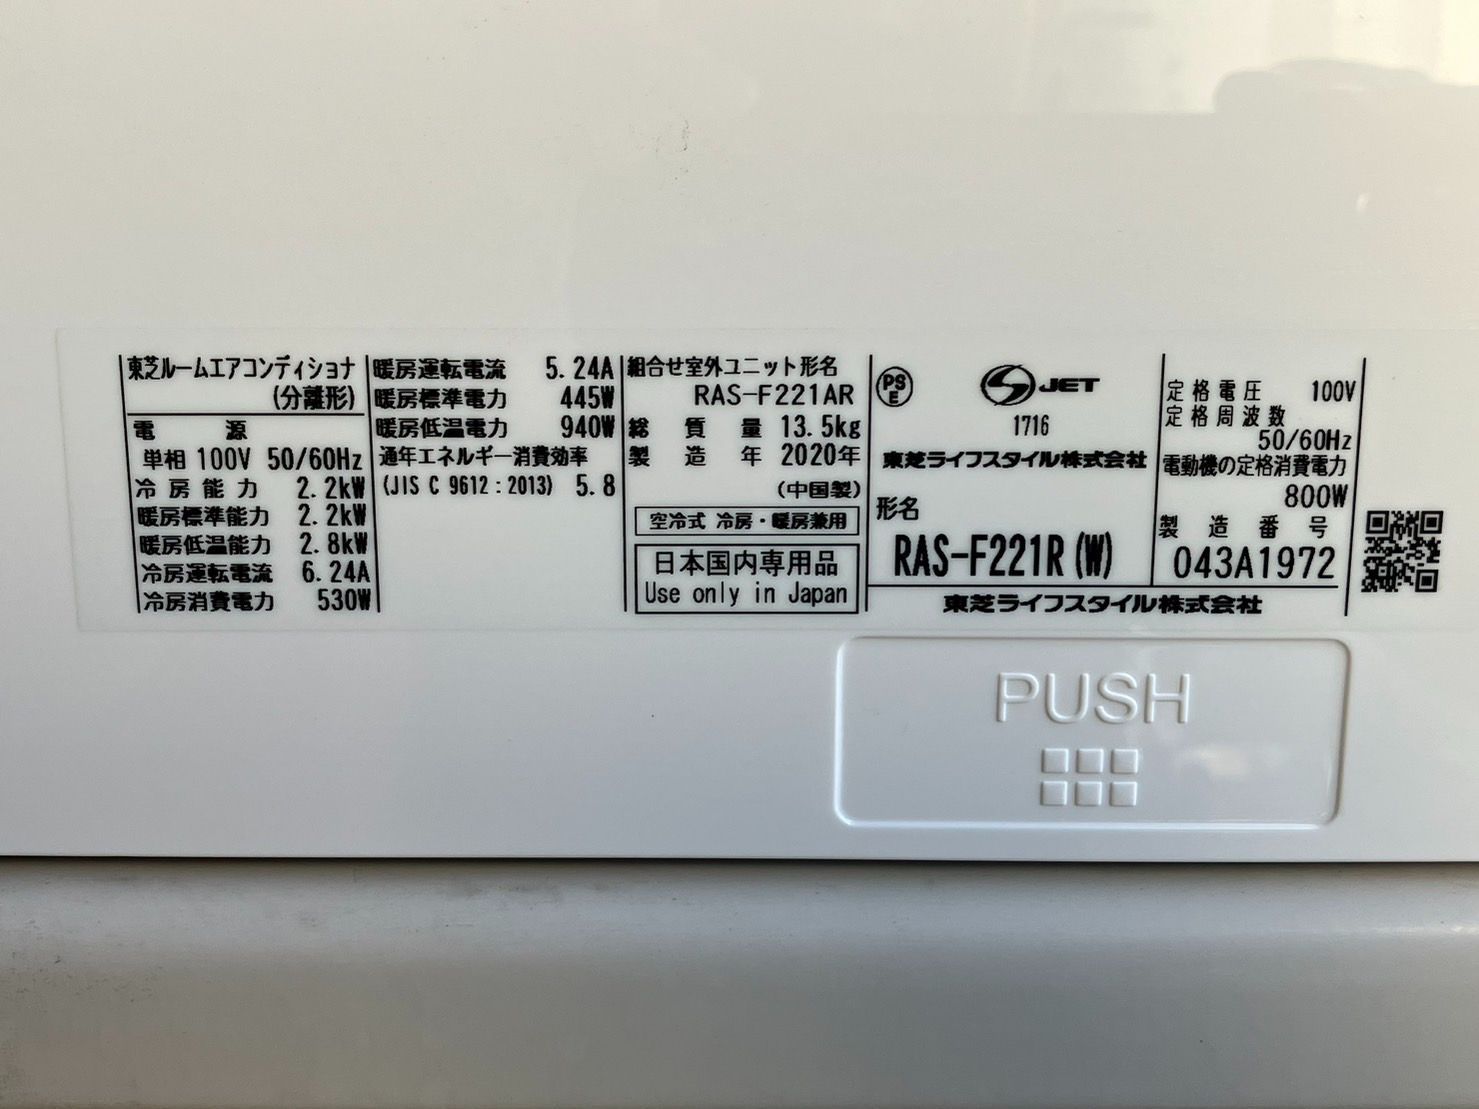 東芝ルームエアコンディショナ
(分離形)
電 源
単相 100V 50/60Hz
冷房能力 2.2kW
暖房標準能力 2.2kW
暖房低温能力 2.8kW
冷房運転電流 6.24A
冷房消費電力 530W
暖房運転電流 5.24A
暖房標準電力 445W
暖房低温電力 940W
通年エネルギー消費効率
(JIS C 9612:2013) 5.8
組合せ室外ユニット形名
RAS-F221AR
総質量 13.5kg
製造年 2020年
(中国製)
空冷式 冷房・暖房兼用
日本国内専用品
Use only in Japan
PSE
JET
1716
東芝ライフスタイル株式会社
形名
RAS-F221R(W)
定格電圧 100V
定格周波数
50/60Hz
電動機の定格消費電力
800W
製造番号
043A1972
東芝ライフスタイル株式会社
PUSH